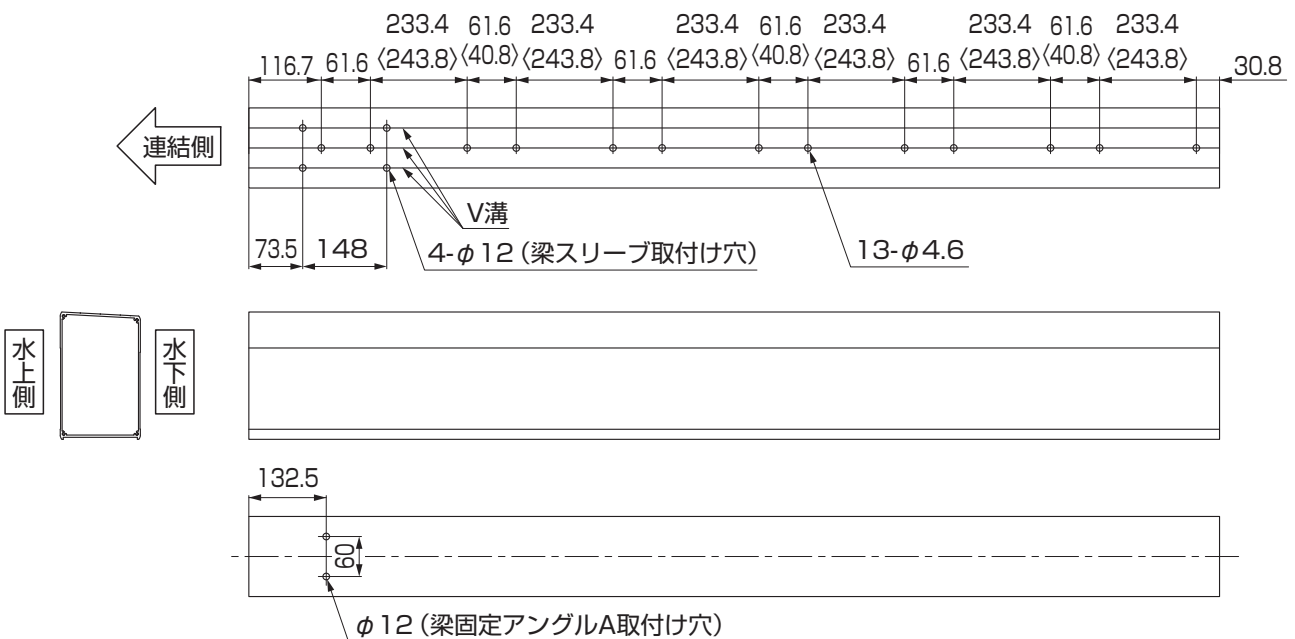 233.4 61.6 233.4 233.4 61.6 233.4 233.4 61.6 233.4
116.7 61.6 〈243.8〉 〈40.8〉 〈243.8〉 61.6 〈243.8〉 〈40.8〉 〈243.8〉 61.6 〈243.8〉 〈40.8〉 〈243.8〉 30.8
連結側
V溝
73.5 148
4-φ12（梁スリーブ取付け穴）
13-φ4.6
水上側
水下側
132.5
60
φ12（梁固定アングルA取付け穴）